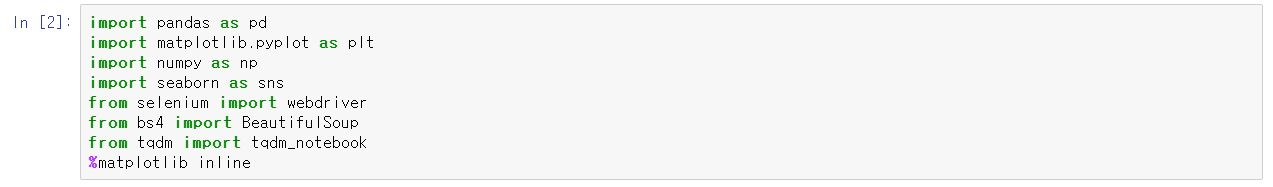 In [2]:
import pandas as pd
import matplotlib.pyplot as plt
import numpy as np
import seaborn as sns
from selenium import webdriver
from bs4 import BeautifulSoup
from tqdm import tqdm_notebook
%matplotlib inline